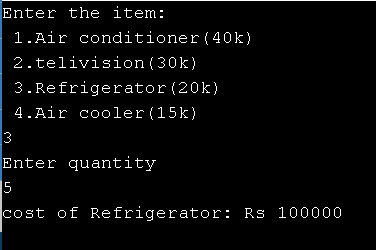 Enter the item:
1.Air conditioner(40k)
2.telivision(30k)
3.Refrigerator(20k)
4.Air cooler(15k)
3
Enter quantity
5
cost of Refrigerator: Rs 100000